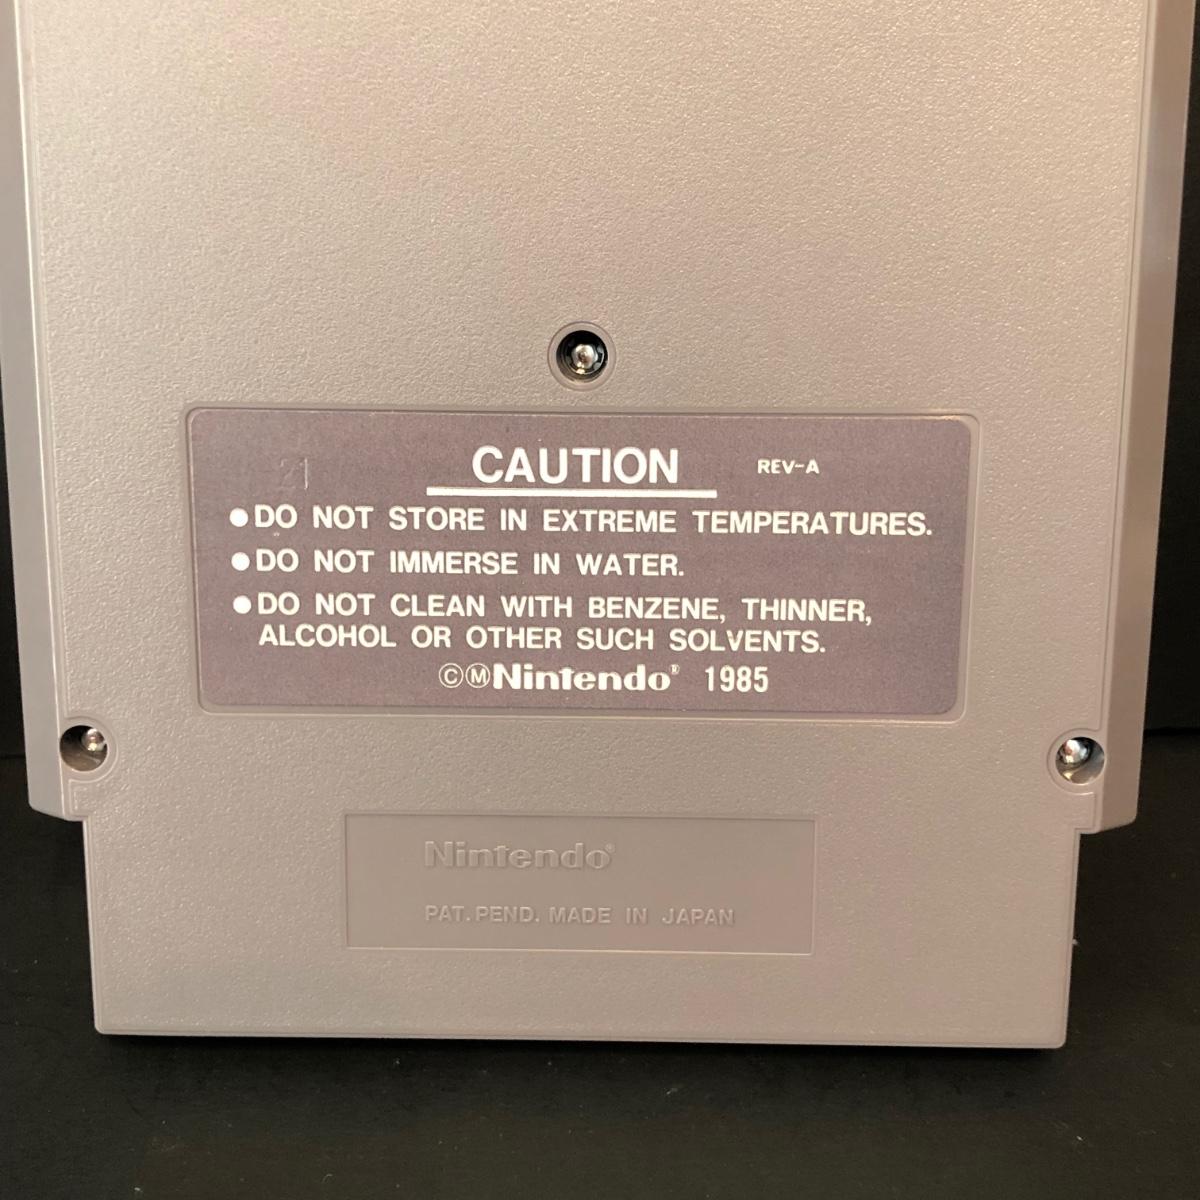 21
CAUTION REV-A
●DO NOT STORE IN EXTREME TEMPERATURES.
●DO NOT IMMERSE IN WATER.
●DO NOT CLEAN WITH BENZENE, THINNER,
ALCOHOL OR OTHER SUCH SOLVENTS.
©ⓂNintendo® 1985
Nintendo®
PAT. PEND. MADE IN JAPAN